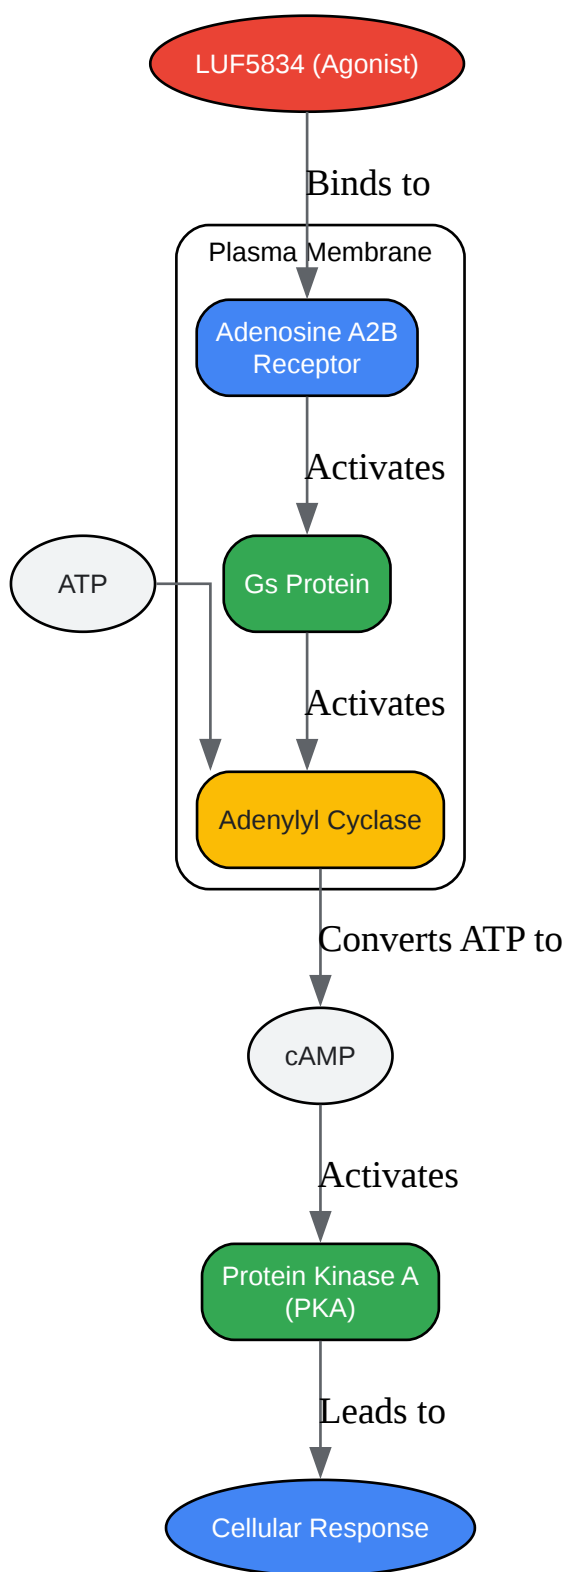 LUF5834 (Agonist)
Binds to
Plasma Membrane
Adenosine A2B
Receptor
Activates
ATP
Gs Protein
Activates
Adenylyl Cyclase
Converts ATP to
cAMP
Activates
Protein Kinase A
(PKA)
Leads to
Cellular Response